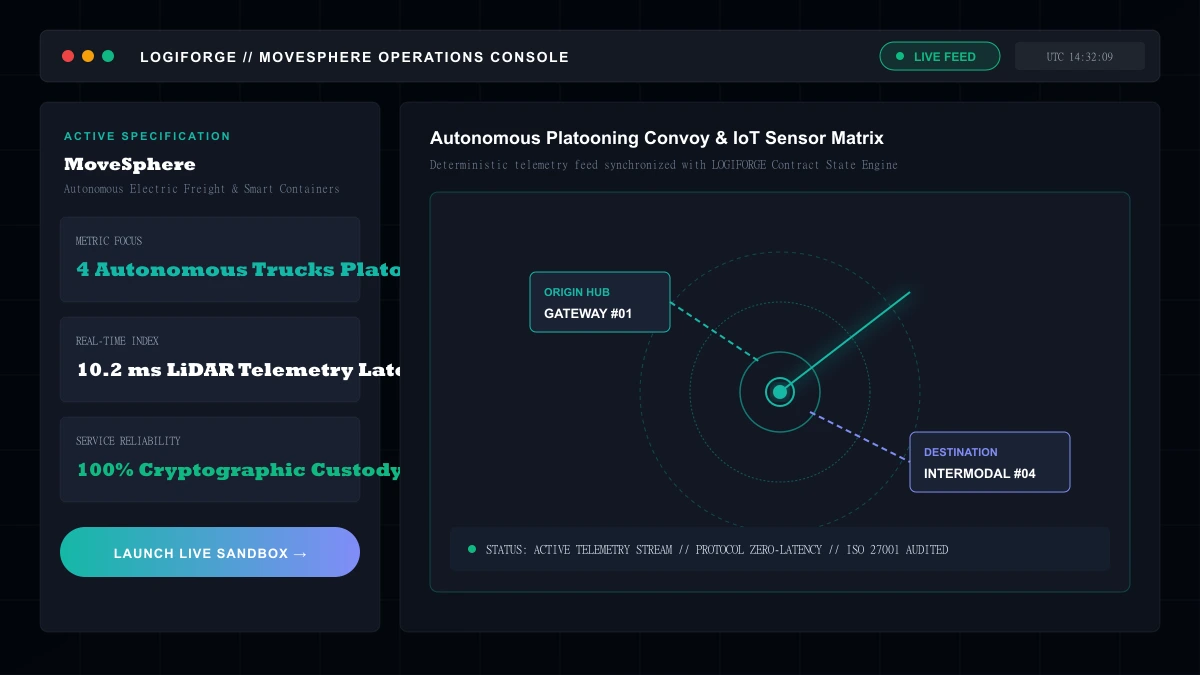 LOGIFORGE // MOVESPHERE OPERATIONS CONSOLE
LIVE FEED
UTC 14:32:09
ACTIVE SPECIFICATION
MoveSphere
Autonomous Electric Freight & Smart Containers
METRIC FOCUS
4 Autonomous Trucks Plato
REAL-TIME INDEX
10.2 ms LiDAR Telemetry Late
SERVICE RELIABILITY
100% Cryptographic Custody
LAUNCH LIVE SANDBOX →
Autonomous Platooning Convoy & IoT Sensor Matrix
Deterministic telemetry feed synchronized with LOGIFORGE Contract State Engine
ORIGIN HUB
GATEWAY #01
DESTINATION
INTERMODAL #04
STATUS: ACTIVE TELEMETRY STREAM // PROTOCOL ZERO-LATENCY // ISO 27001 AUDITED